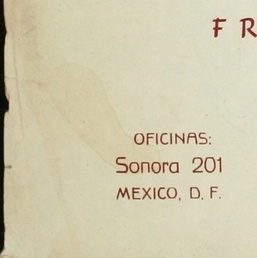 F R
OFICINAS:
Sonora 201
MEXICO, D. F.